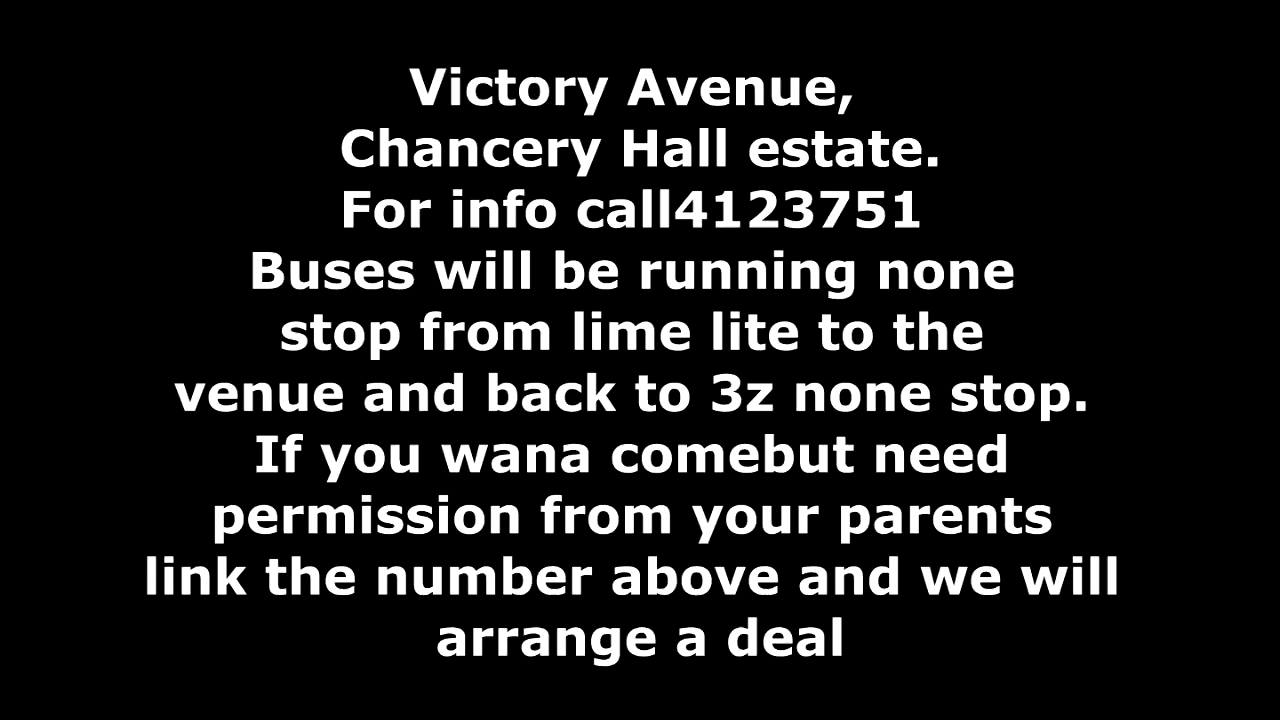 Victory Avenue,
Chancery Hall estate.
For info call4123751
Buses will be running none
stop from lime lite to the
venue and back to 3z none stop.
If you wana comebut need
permission from your parents
link the number above and we will
arrange a deal